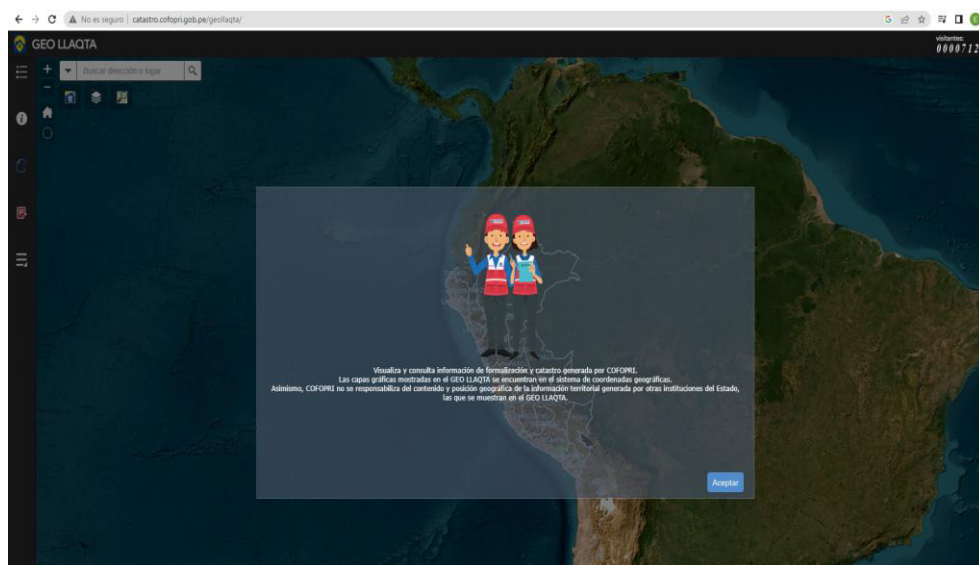 No es seguro | catastro.cofopri.gob.pe/geollaqta/
GEO LLAQTA
visitantes:
0000712
Buscar dirección o lugar
Visualiza y consulta información de formalización y catastro generada por COFOPRI.
Las capas gráficas mostradas en el GEO LLAQTA se encuentran en el sistema de coordenadas geográficas.
Asimismo, COFOPRI no se responsabiliza del contenido y posición geográfica de la información territorial generada por otras instituciones del Estado,
las que se muestran en el GEO LLAQTA.
Aceptar